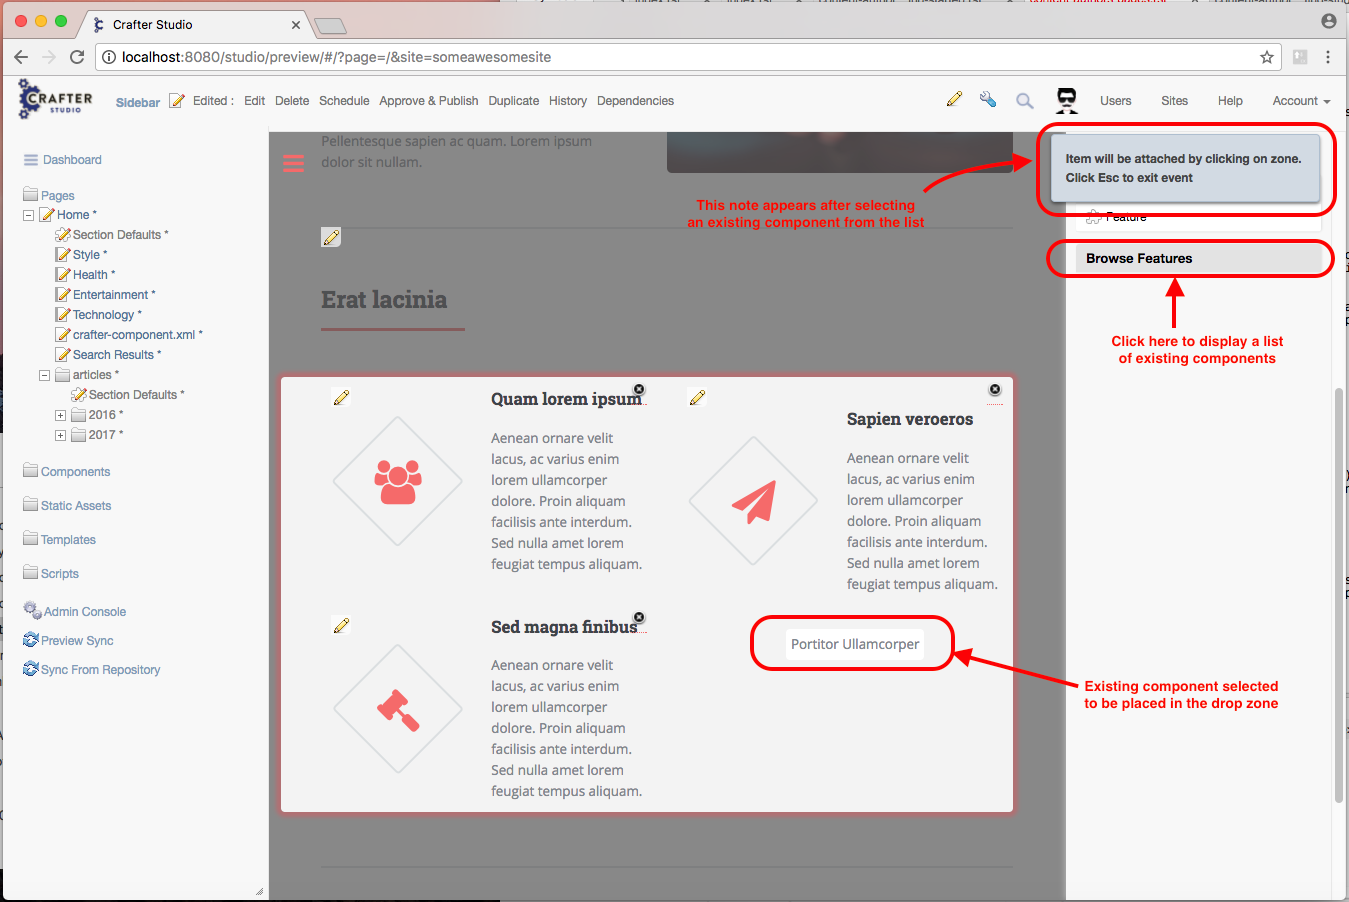 Crafter Studio
localhost:8080/studio/preview/#/?page=/&site=someawesomesite
CRAFTER
STUDIO
Sidebar
Edited :
Edit
Delete
Schedule
Approve & Publish
Duplicate
History
Dependencies
Users
Sites
Help
Account
Dashboard
Pages
Home *
Section Defaults *
Style *
Health *
Entertainment *
Technology *
crafter-component.xml *
Search Results *
articles *
Section Defaults *
2016 *
2017 *
Components
Static Assets
Templates
Scripts
Admin Console
Preview Sync
Sync From Repository
Pellentesque sapien ac quam. Lorem ipsum
dolor sit nullam.
This note appears after selecting
an existing component from the list
Erat lacinia
Quam lorem ipsum
Aenean ornare velit
lacus, ac varius enim
lorem ullamcorper
dolore. Proin aliquam
facilisis ante interdum.
Sed nulla amet lorem
feugiat tempus aliquam.
Sapien veroeros
Aenean ornare velit
lacus, ac varius enim
lorem ullamcorper
dolore. Proin aliquam
facilisis ante interdum.
Sed nulla amet lorem
feugiat tempus aliquam.
Sed magna finibus
Aenean ornare velit
lacus, ac varius enim
lorem ullamcorper
dolore. Proin aliquam
facilisis ante interdum.
Sed nulla amet lorem
feugiat tempus aliquam.
Portitor Ullamcorper
Item will be attached by clicking on zone.
Click Esc to exit event
Feature
Browse Features
Click here to display a list
of existing components
Existing component selected
to be placed in the drop zone